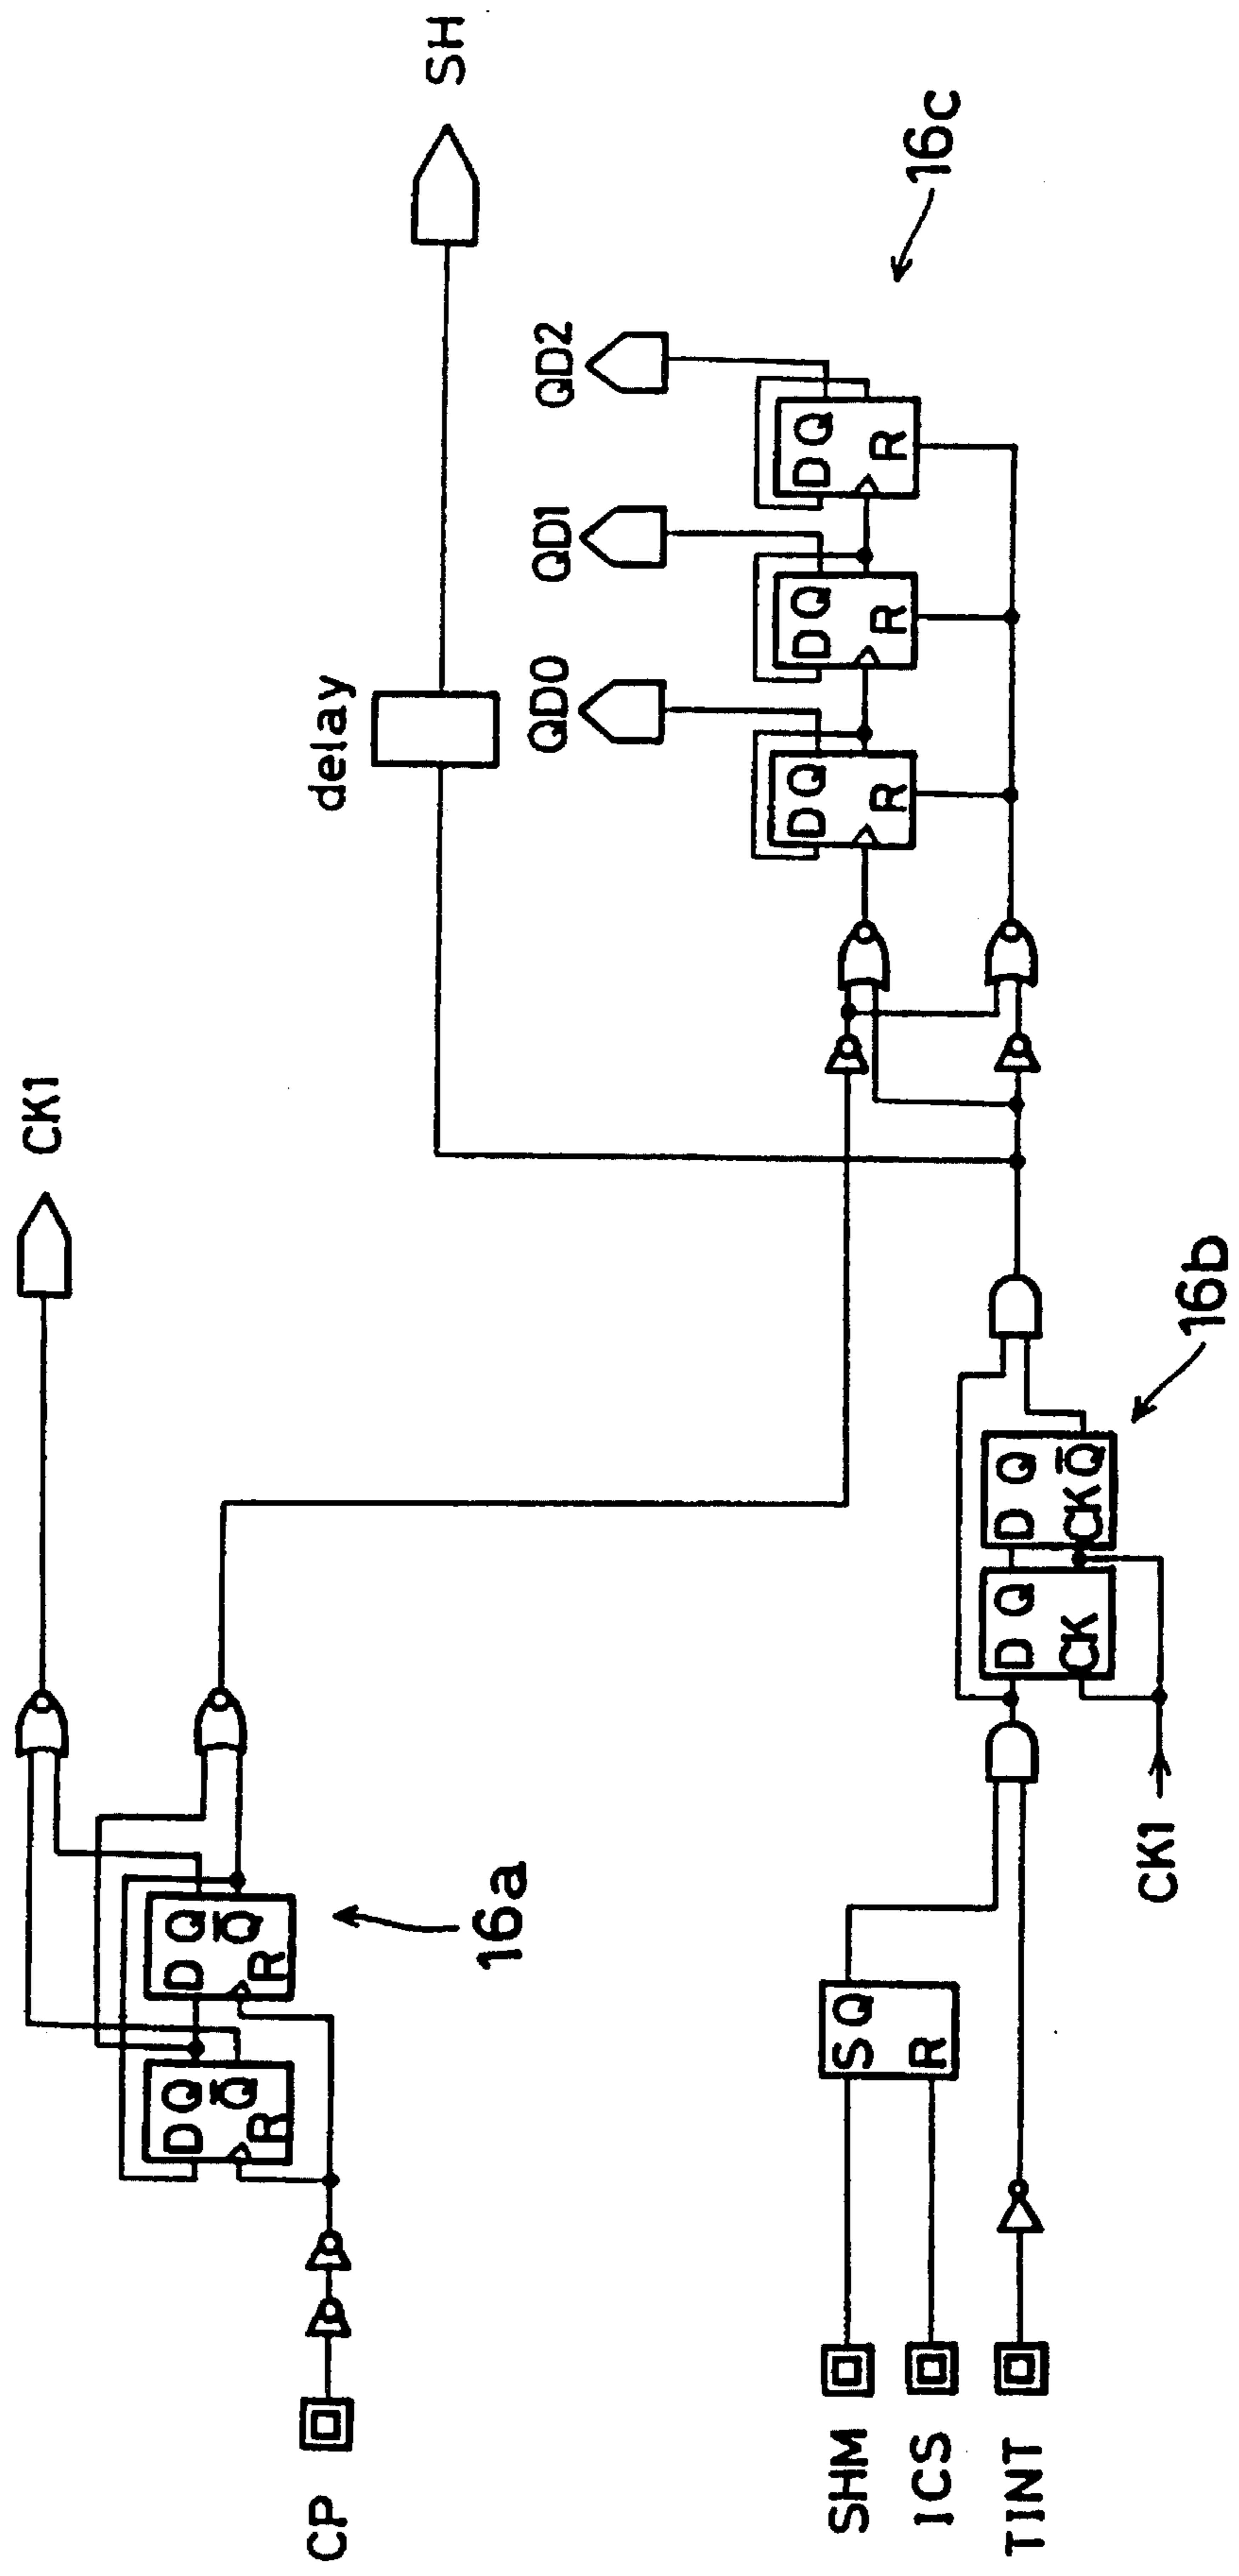 CK1
SH
delay
QD0
QD1
QD2
16c
D Q
R
D Q
R
D Q
R
D Q
Q̅
R
D Q
Q̅
R
16a
CP
SHM
ICS
TINT
S Q
R
D Q
CK
D Q
CK Q̅
16b
CK1